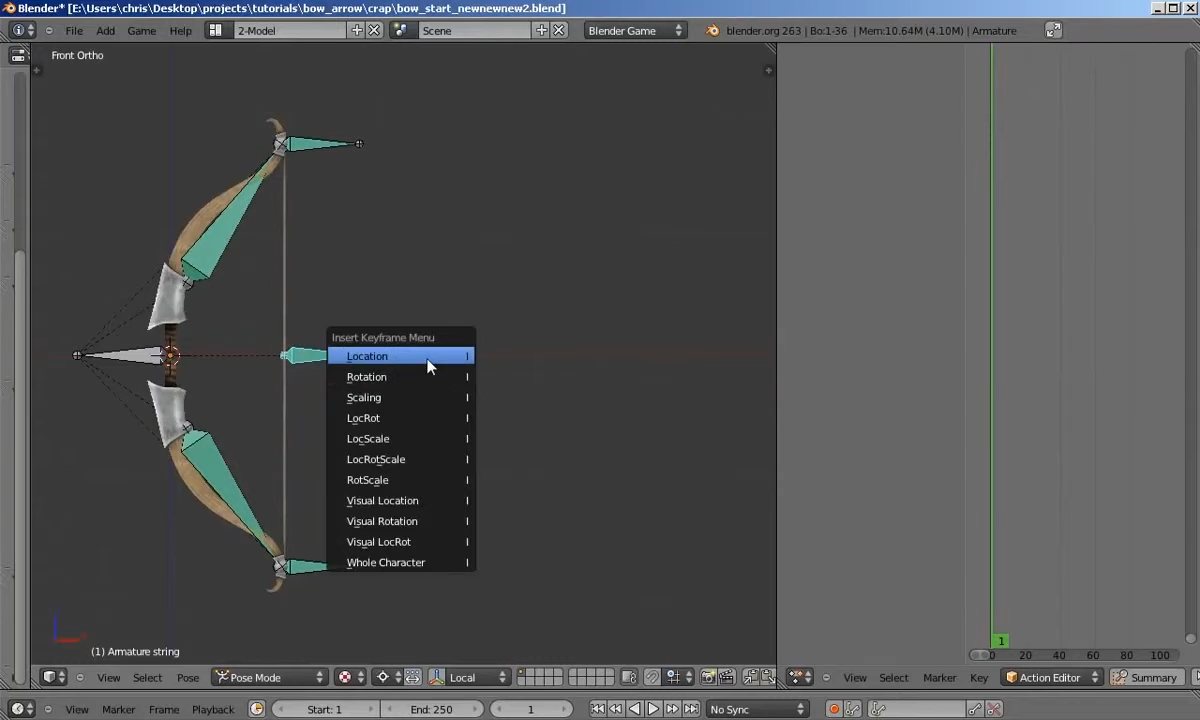 Blender* [E:\Users\chris\Desktop\projects\tutorials\bow_arrow\crap\bow_start_newnewnew2.blend]
File Add Game Help 2-Model Scene Blender Game blender.org 263 | Bo:1-36 | Mem:10.64M (4.10M) | Armature
Front Ortho
Insert Keyframe Menu
Location I
Rotation I
Scaling I
LocRot I
LocScale I
LocRotScale I
RotScale I
Visual Location I
Visual Rotation I
Visual LocRot I
Whole Character I
(1) Armature string
1
0 20 40 60 80 100
View Select Pose Pose Mode Local View Select Marker Key Action Editor Summary
View Marker Frame Playback Start: 1 End: 250 1 No Sync